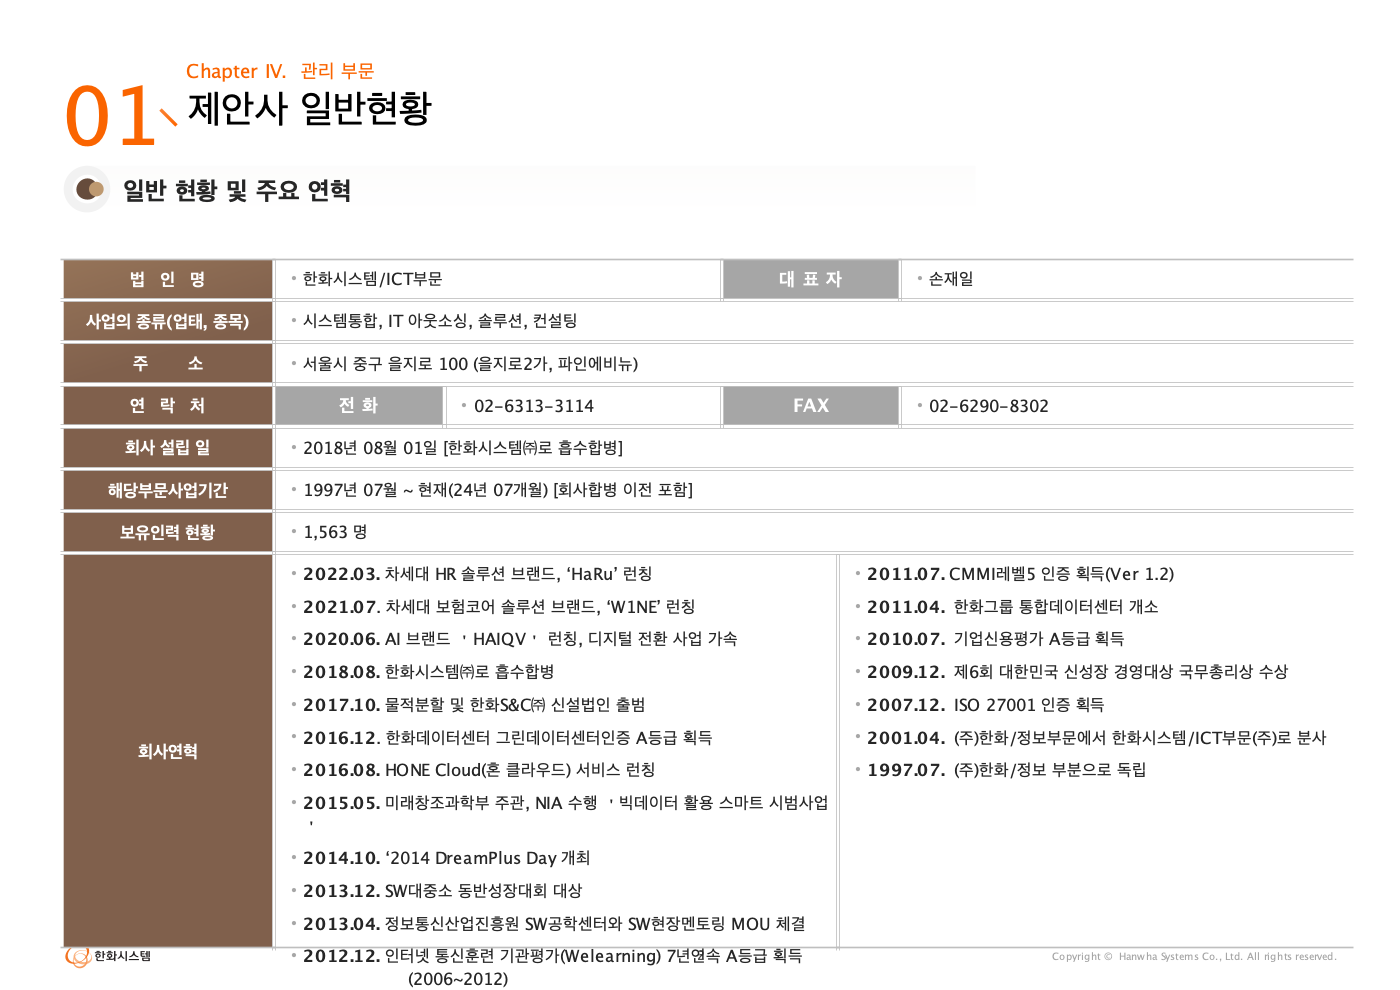 Chapter Ⅳ. 관리 부문
01 제안사 일반현황
일반 현황 및 주요 연혁
법 인 명 • 한화시스템/ICT부문 대 표 자 • 손재일
사업의 종류(업태, 종목) • 시스템통합, IT 아웃소싱, 솔루션, 컨설팅
주 소 • 서울시 중구 을지로 100 (을지로2가, 파인에비뉴)
연 락 처 전 화 • 02-6313-3114 FAX • 02-6290-8302
회사 설립 일 • 2018년 08월 01일 [한화시스템㈜로 흡수합병]
해당부문사업기간 • 1997년 07월 ~ 현재(24년 07개월) [회사합병 이전 포함]
보유인력 현황 • 1,563 명
회사연혁
• 2022.03. 차세대 HR 솔루션 브랜드, ‘HaRu’ 런칭
• 2021.07. 차세대 보험코어 솔루션 브랜드, ‘W1NE’ 런칭
• 2020.06. AI 브랜드 ＇HAIQV＇ 런칭, 디지털 전환 사업 가속
• 2018.08. 한화시스템㈜로 흡수합병
• 2017.10. 물적분할 및 한화S&C㈜ 신설법인 출범
• 2016.12. 한화데이터센터 그린데이터센터인증 A등급 획득
• 2016.08. HONE Cloud(혼 클라우드) 서비스 런칭
• 2015.05. 미래창조과학부 주관, NIA 수행 ＇빅데이터 활용 스마트 시범사업
＇
• 2014.10. ‘2014 DreamPlus Day 개최
• 2013.12. SW대중소 동반성장대회 대상
• 2013.04. 정보통신산업진흥원 SW공학센터와 SW현장멘토링 MOU 체결
• 2012.12. 인터넷 통신훈련 기관평가(Welearning) 7년연속 A등급 획득
(2006~2012)
• 2011.07. CMMI레벨5 인증 획득(Ver 1.2)
• 2011.04. 한화그룹 통합데이터센터 개소
• 2010.07. 기업신용평가 A등급 획득
• 2009.12. 제6회 대한민국 신성장 경영대상 국무총리상 수상
• 2007.12. ISO 27001 인증 획득
• 2001.04. (주)한화/정보부문에서 한화시스템/ICT부문(주)로 분사
• 1997.07. (주)한화/정보 부분으로 독립
한화시스템
Copyright © Hanwha Systems Co., Ltd. All rights reserved.